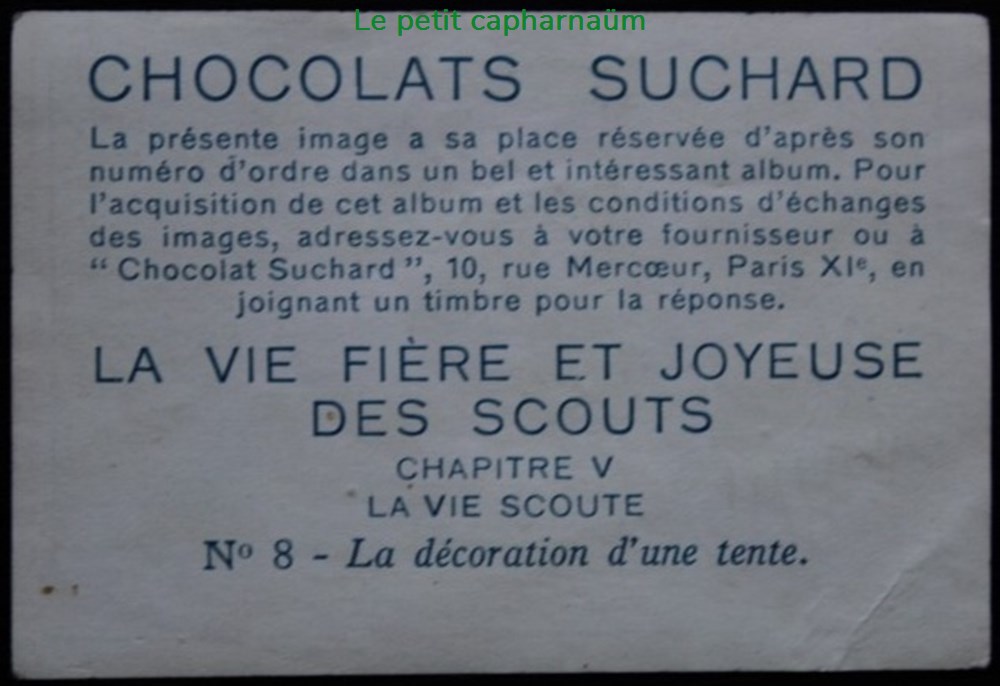 Le petit capharnaüm
CHOCOLATS SUCHARD
La présente image a sa place réservée d'après son
numéro d'ordre dans un bel et intéressant album. Pour
l'acquisition de cet album et les conditions d'échanges
des images, adressez-vous à votre fournisseur ou à
“ Chocolat Suchard ”, 10, rue Mercœur, Paris XIᵉ, en
joignant un timbre pour la réponse.
LA VIE FIÈRE ET JOYEUSE
DES SCOUTS
CHAPITRE V
LA VIE SCOUTE
Nº 8 - La décoration d'une tente.